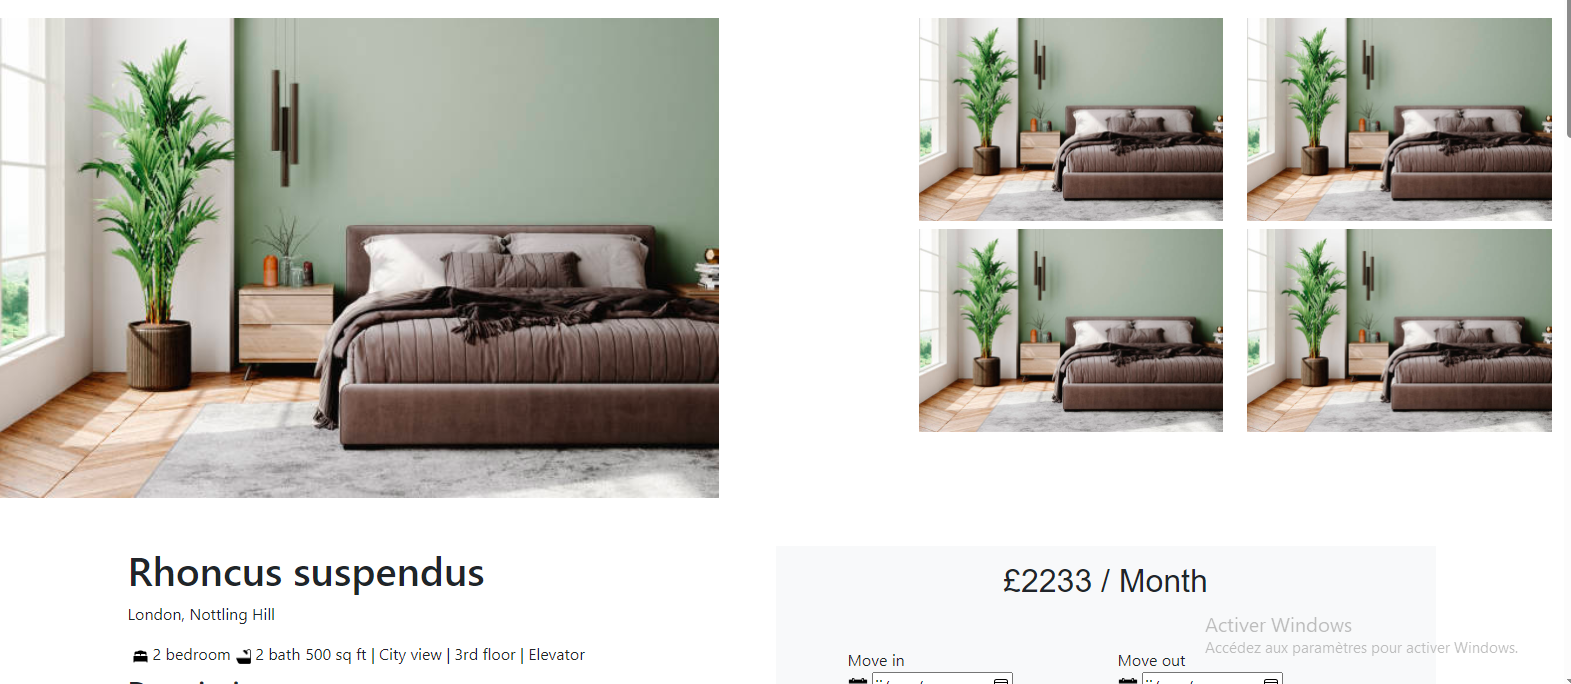 Rhoncus suspendus
London, Nottling Hill
2 bedroom 2 bath 500 sq ft | City view | 3rd floor | Elevator
£2233 / Month
Activer Windows
Accédez aux paramètres pour activer Windows.
Move in
Move out